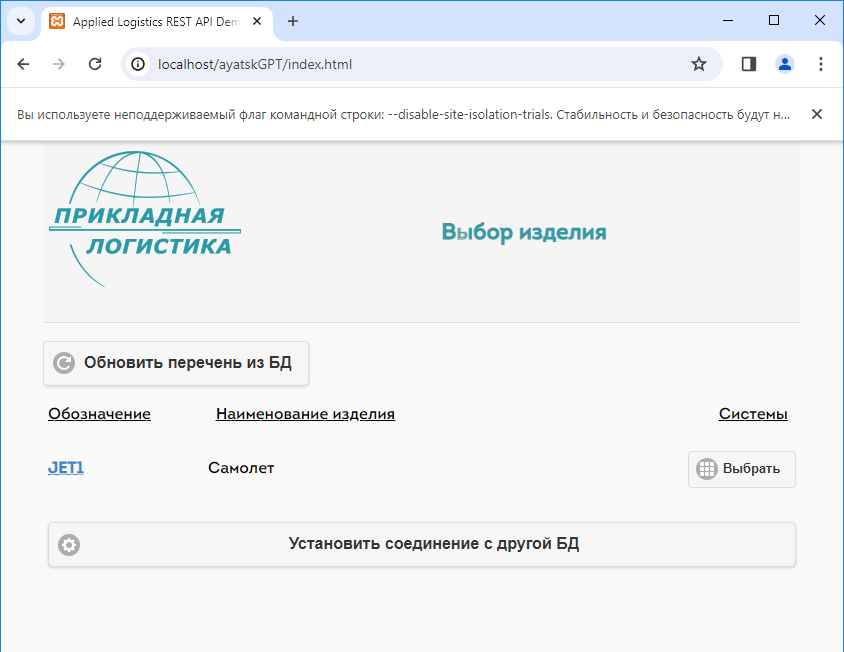 Applied Logistics REST API Dem
localhost/ayatskGPT/index.html
Вы используете неподдерживаемый флаг командной строки: --disable-site-isolation-trials. Стабильность и безопасность будут н...
ПРИКЛАДНАЯ
ЛОГИСТИКА
Выбор изделия
Обновить перечень из БД
Обозначение Наименование изделия Системы
JET1 Самолет Выбрать
Установить соединение с другой БД